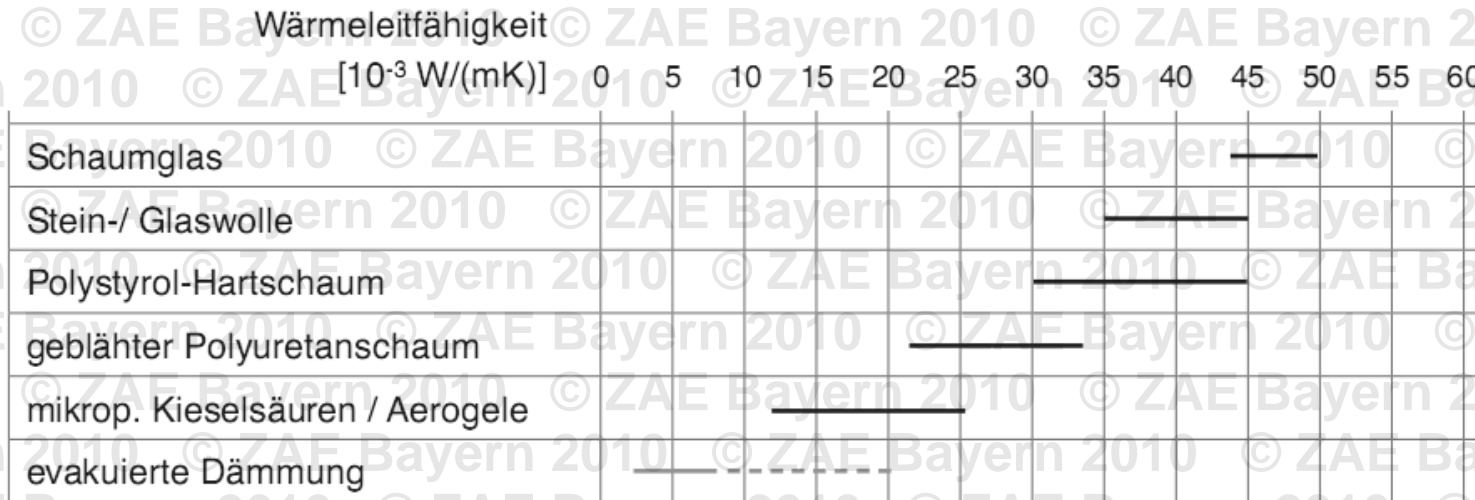 Wärmeleitfähigkeit
[10-3 W/(mK)] 0 5 10 15 20 25 30 35 40 45 50 55 60
Schaumglas
Stein-/ Glaswolle
Polystyrol-Hartschaum
geblähter Polyuretanschaum
mikrop. Kieselsäuren / Aerogele
evakuierte Dämmung
© ZAE Bayern 2010